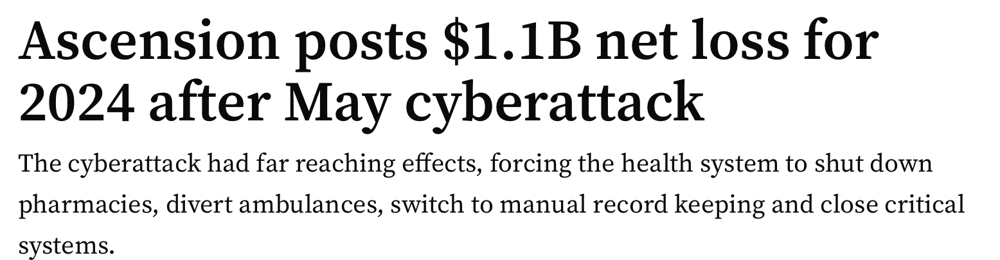 Ascension posts $1.1B net loss for
2024 after May cyberattack
The cyberattack had far reaching effects, forcing the health system to shut down
pharmacies, divert ambulances, switch to manual record keeping and close critical
systems.